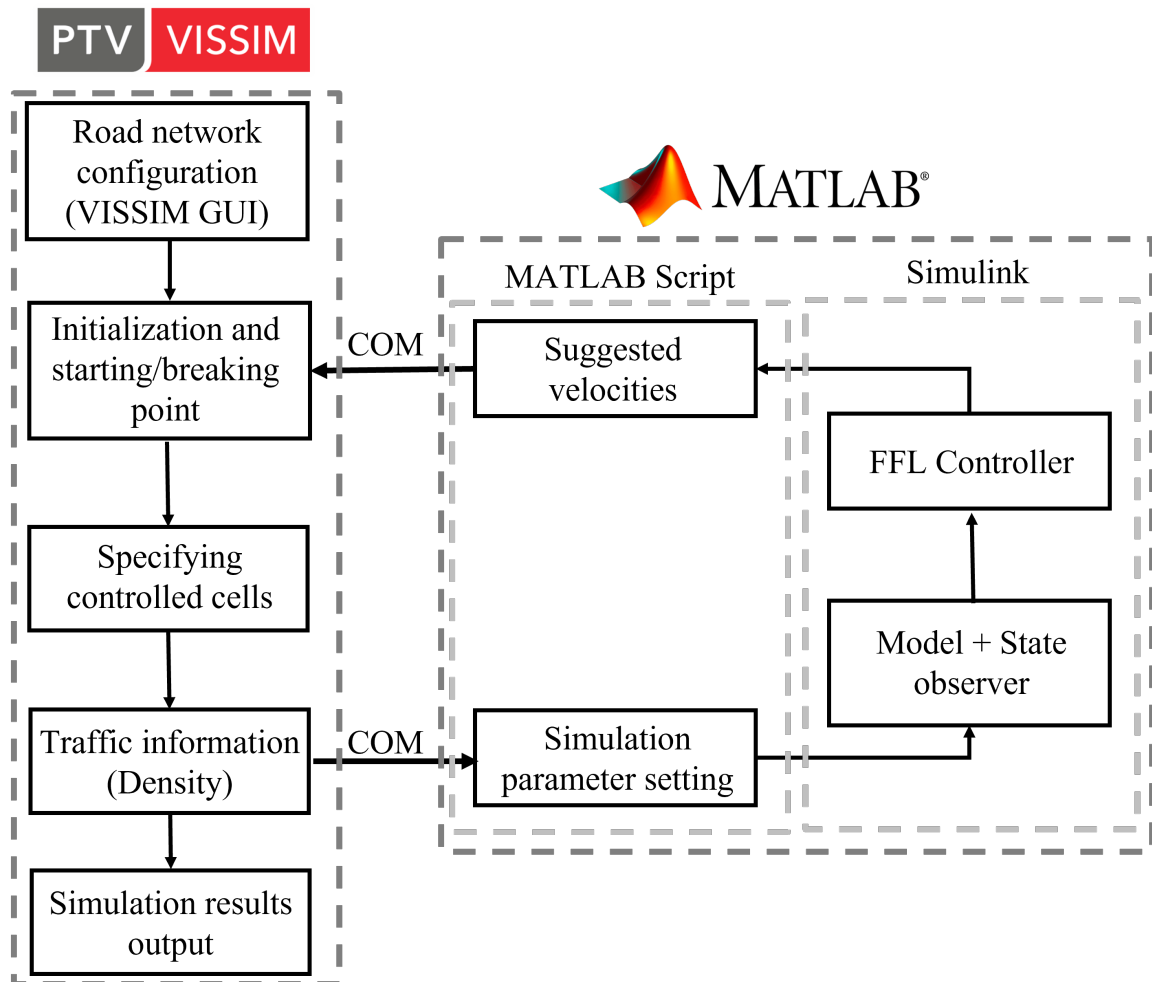 PTV VISSIM
Road network
configuration
(VISSIM GUI)
Initialization and
starting/breaking
point
Specifying
controlled cells
Traffic information
(Density)
Simulation results
output
COM
COM
MATLAB®
MATLAB Script
Simulink
Suggested
velocities
FFL Controller
Model + State
observer
Simulation
parameter setting